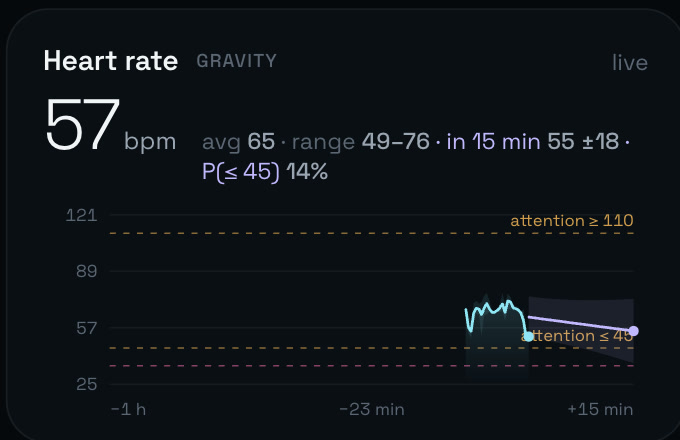 Heart rate GRAVITY live
57 bpm avg 65 · range 49–76 · in 15 min 55 ±18 ·
P(≤ 45) 14%
121
attention ≥ 110
89
57
attention ≤ 45
25
−1 h −23 min +15 min